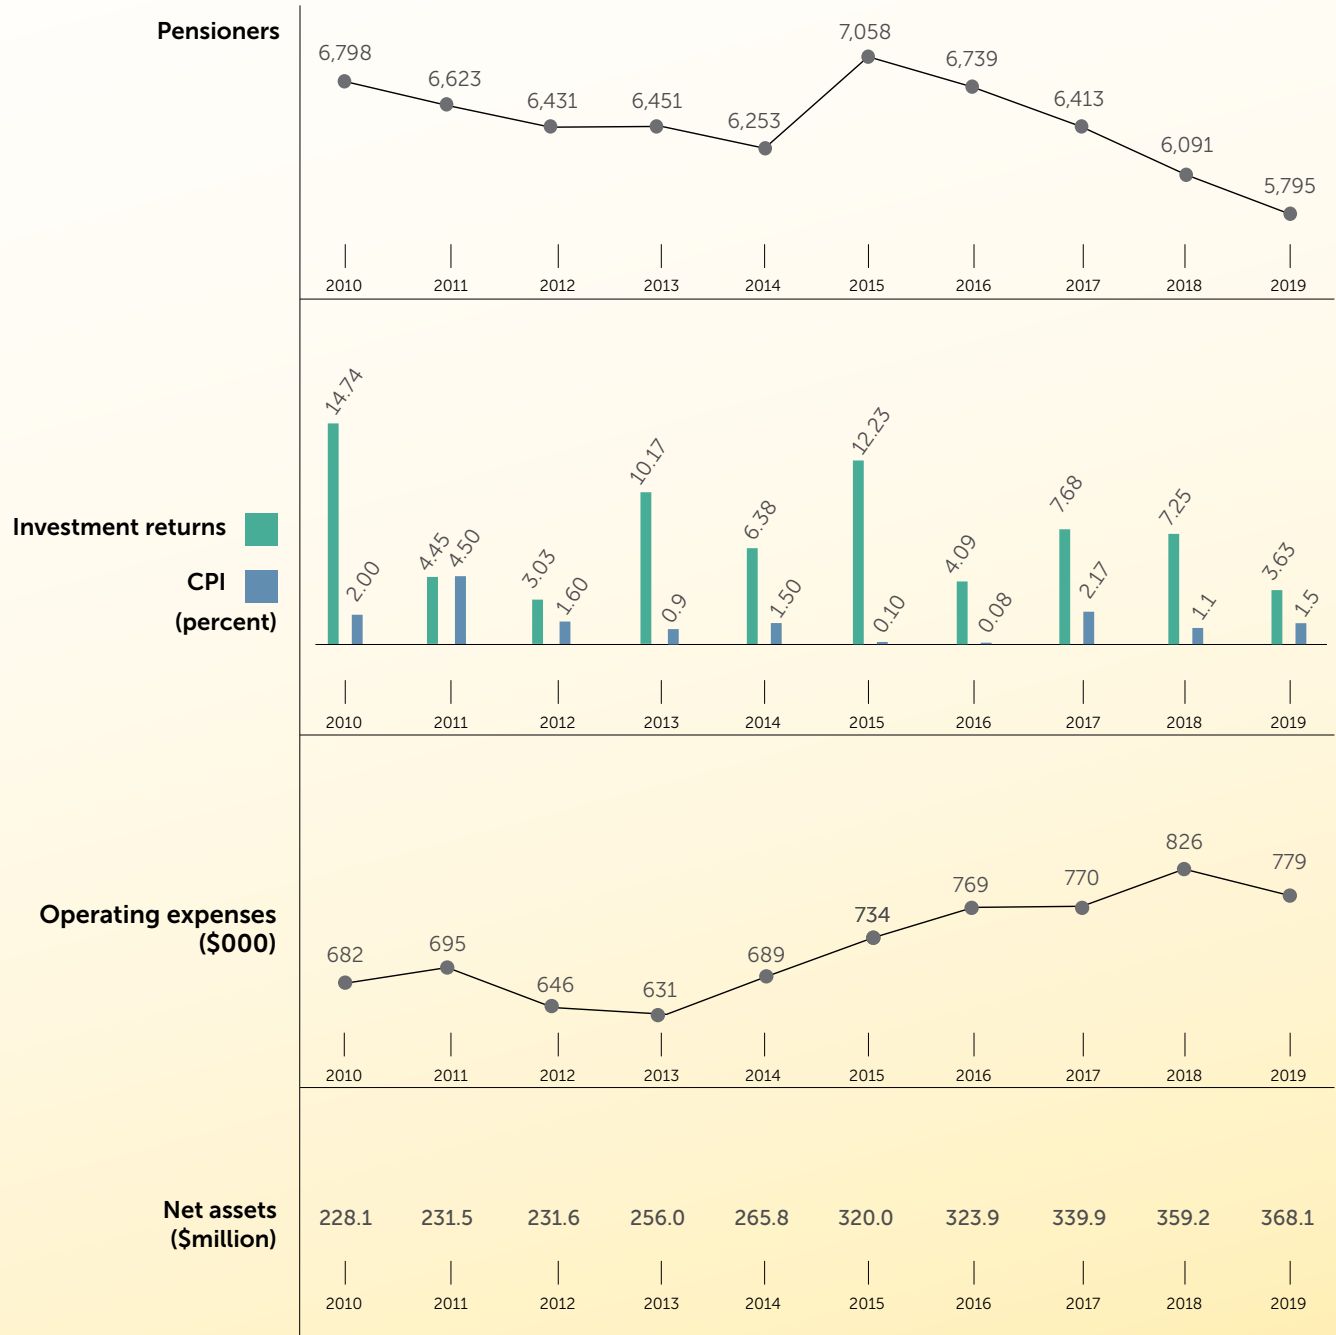 Pensioners
6,798
6,623
6,431
6,451
6,253
7,058
6,739
6,413
6,091
5,795
2010 2011 2012 2013 2014 2015 2016 2017 2018 2019
Investment returns
CPI
(percent)
14.74 2.00
4.45 4.50
3.03 1.60
10.17 0.9
6.38 1.50
12.23 0.10
4.09 0.08
7.68 2.17
7.25 1.1
3.63 1.5
2010 2011 2012 2013 2014 2015 2016 2017 2018 2019
Operating expenses
($000)
682
695
646
631
689
734
769
770
826
779
2010 2011 2012 2013 2014 2015 2016 2017 2018 2019
Net assets
($million)
228.1 231.5 231.6 256.0 265.8 320.0 323.9 339.9 359.2 368.1
2010 2011 2012 2013 2014 2015 2016 2017 2018 2019